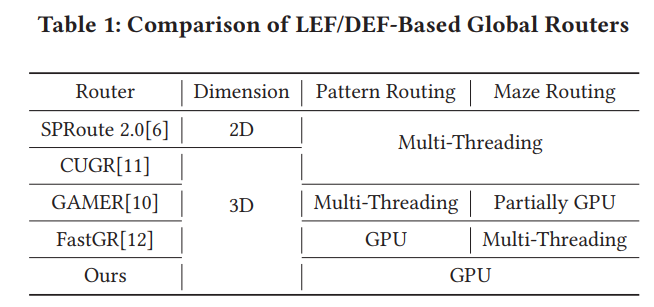 Table 1: Comparison of LEF/DEF-Based Global Routers
Router Dimension Pattern Routing Maze Routing
SPRoute 2.0[6] 2D Multi-Threading
CUGR[11]
GAMER[10] 3D Multi-Threading Partially GPU
FastGR[12] GPU Multi-Threading
Ours GPU